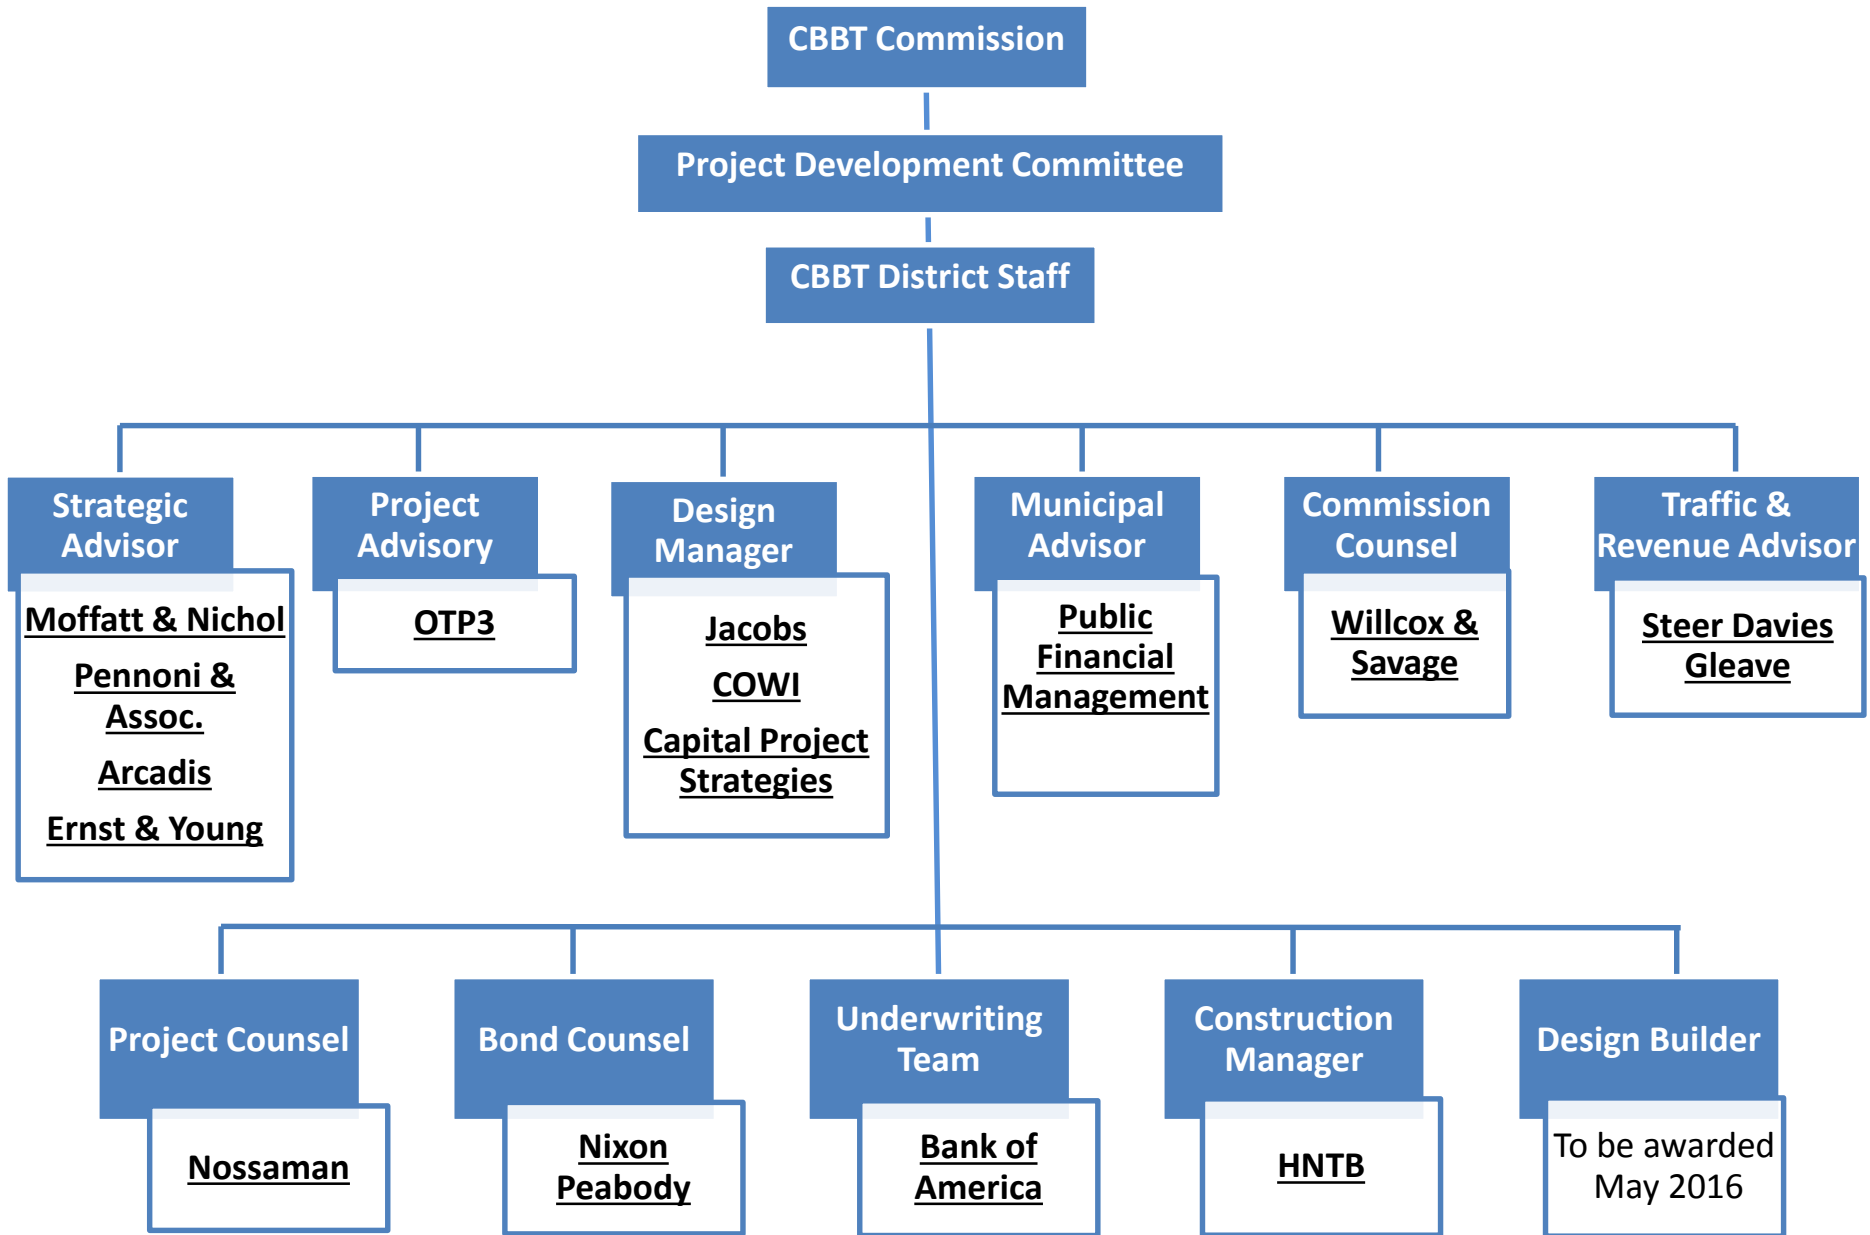 CBBT Commission
Project Development Committee
CBBT District Staff
Strategic
Advisor
Moffatt & Nichol
Pennoni &
Assoc.
Arcadis
Ernst & Young
Project
Advisory
OTP3
Design
Manager
Jacobs
COWI
Capital Project
Strategies
Municipal
Advisor
Public
Financial
Management
Commission
Counsel
Willcox &
Savage
Traffic &
Revenue Advisor
Steer Davies
Gleave
Project Counsel
Nossaman
Bond Counsel
Nixon
Peabody
Underwriting
Team
Bank of
America
Construction
Manager
HNTB
Design Builder
To be awarded
May 2016